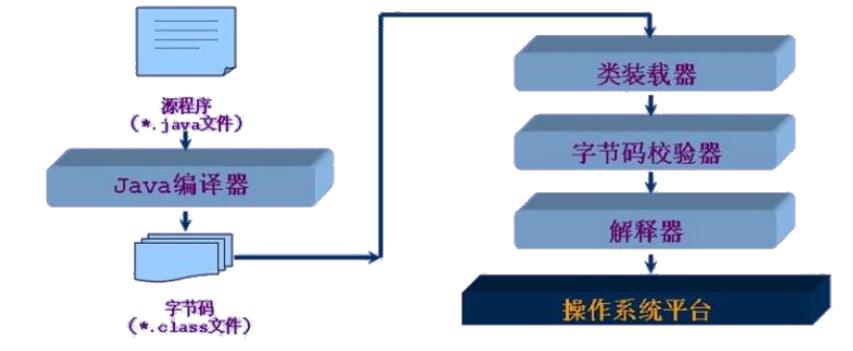 源程序
(*.java文件)
Java编译器
字节码
(*.class文件)
类装载器
字节码校验器
解释器
操作系统平台